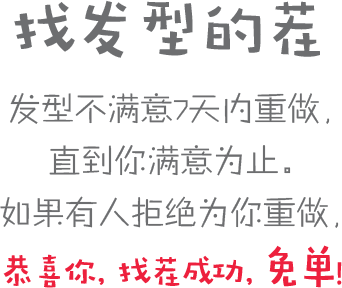 找发型的茬
发型不满意7天内重做,
直到你满意为止。
如果有人拒绝为你重做,
恭喜你,找茬成功,免单!